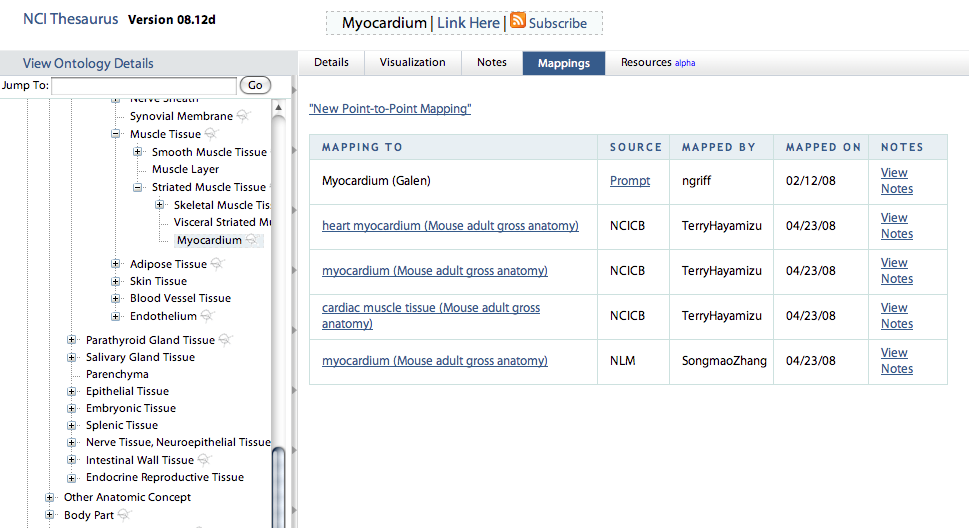 NCI Thesaurus Version 08.12d
Myocardium | Link Here | Subscribe
View Ontology Details
Jump To: Go
Nerve Sheath
Synovial Membrane
Muscle Tissue
Smooth Muscle Tissue
Muscle Layer
Striated Muscle Tissue
Skeletal Muscle Tis
Visceral Striated Mu
Myocardium
Adipose Tissue
Skin Tissue
Blood Vessel Tissue
Endothelium
Parathyroid Gland Tissue
Salivary Gland Tissue
Parenchyma
Epithelial Tissue
Embryonic Tissue
Splenic Tissue
Nerve Tissue, Neuroepithelial Tissue
Intestinal Wall Tissue
Endocrine Reproductive Tissue
Other Anatomic Concept
Body Part
Details Visualization Notes Mappings Resources alpha
"New Point-to-Point Mapping"
MAPPING TO SOURCE MAPPED BY MAPPED ON NOTES
Myocardium (Galen) Prompt ngriff 02/12/08 View
Notes
heart myocardium (Mouse adult gross anatomy) NCICB TerryHayamizu 04/23/08 View
Notes
myocardium (Mouse adult gross anatomy) NCICB TerryHayamizu 04/23/08 View
Notes
cardiac muscle tissue (Mouse adult gross
anatomy) NCICB TerryHayamizu 04/23/08 View
Notes
myocardium (Mouse adult gross anatomy) NLM SongmaoZhang 04/23/08 View
Notes